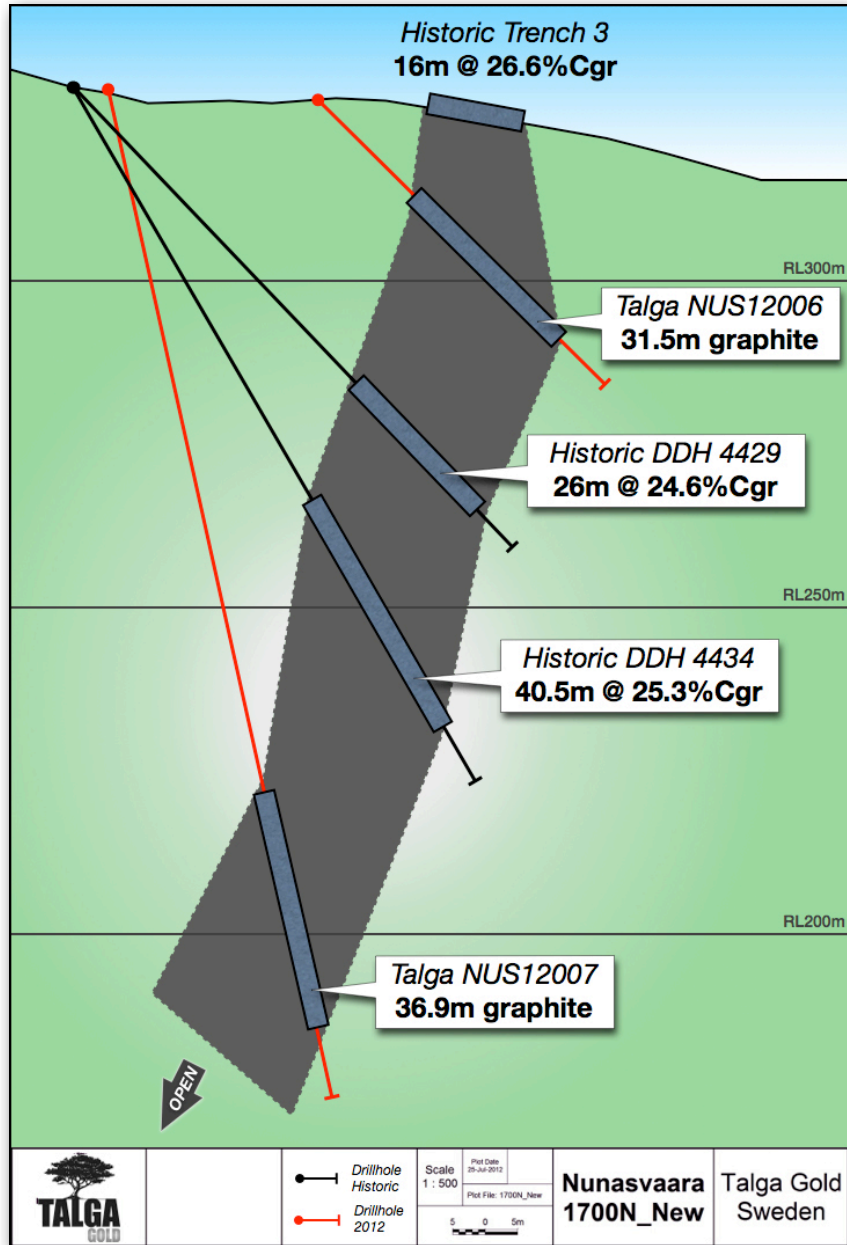 Historic Trench 3
16m @ 26.6%Cgr
RL300m
Talga NUS12006
31.5m graphite
Historic DDH 4429
26m @ 24.6%Cgr
RL250m
Historic DDH 4434
40.5m @ 25.3%Cgr
RL200m
Talga NUS12007
36.9m graphite
OPEN
TALGA
GOLD
Drillhole
Historic
Drillhole
2012
Scale
1 : 500
Plot Date
25-Jul-2012
Plot File: 1700N_New
5 0 5m
Nunasvaara
1700N_New
Talga Gold
Sweden